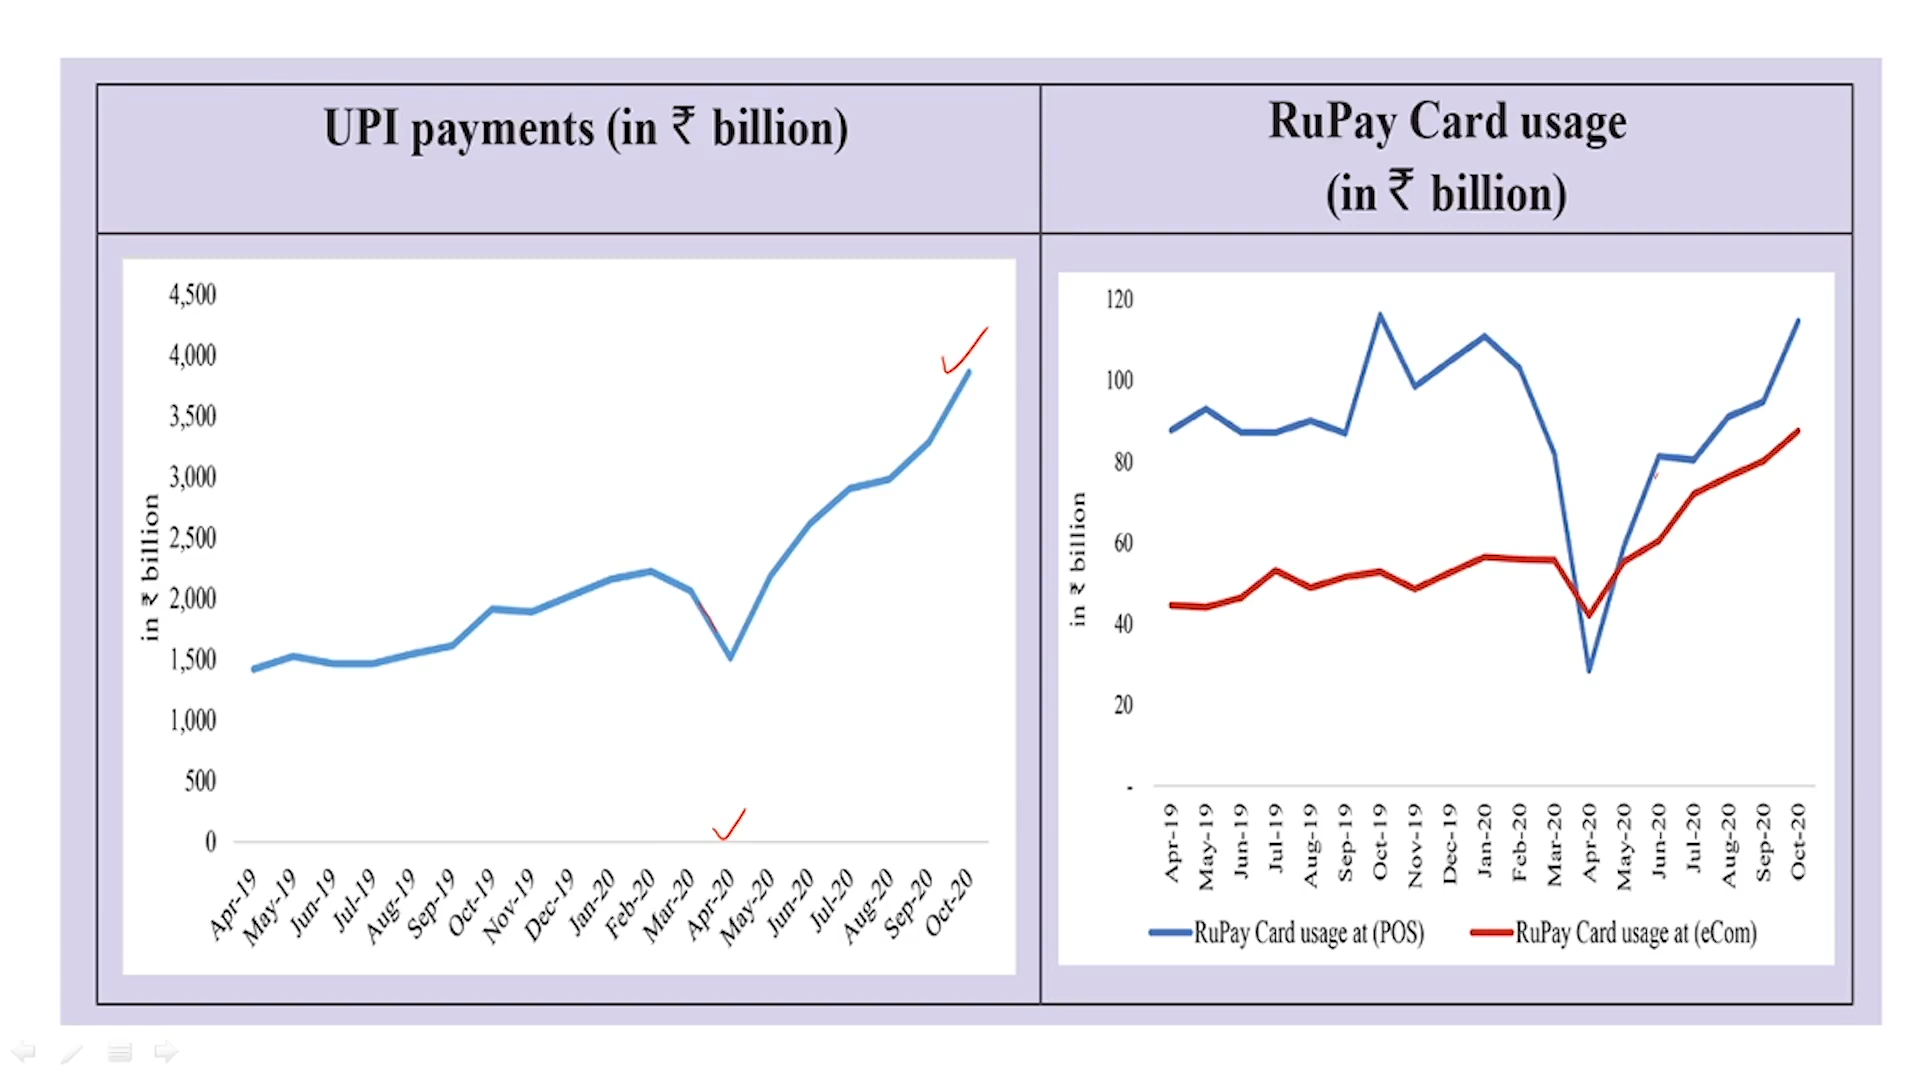 UPI payments (in ₹ billion)
RuPay Card usage
(in ₹ billion)
4,500
4,000
3,500
3,000
2,500
2,000
1,500
1,000
500
0
in ₹ billion
Apr-19
May-19
Jun-19
Jul-19
Aug-19
Sep-19
Oct-19
Nov-19
Dec-19
Jan-20
Feb-20
Mar-20
Apr-20
May-20
Jun-20
Jul-20
Aug-20
Sep-20
Oct-20
120
100
80
60
40
20
-
in ₹ billion
Apr-19
May-19
Jun-19
Jul-19
Aug-19
Sep-19
Oct-19
Nov-19
Dec-19
Jan-20
Feb-20
Mar-20
Apr-20
May-20
Jun-20
Jul-20
Aug-20
Sep-20
Oct-20
RuPay Card usage at (POS)
RuPay Card usage at (eCom)